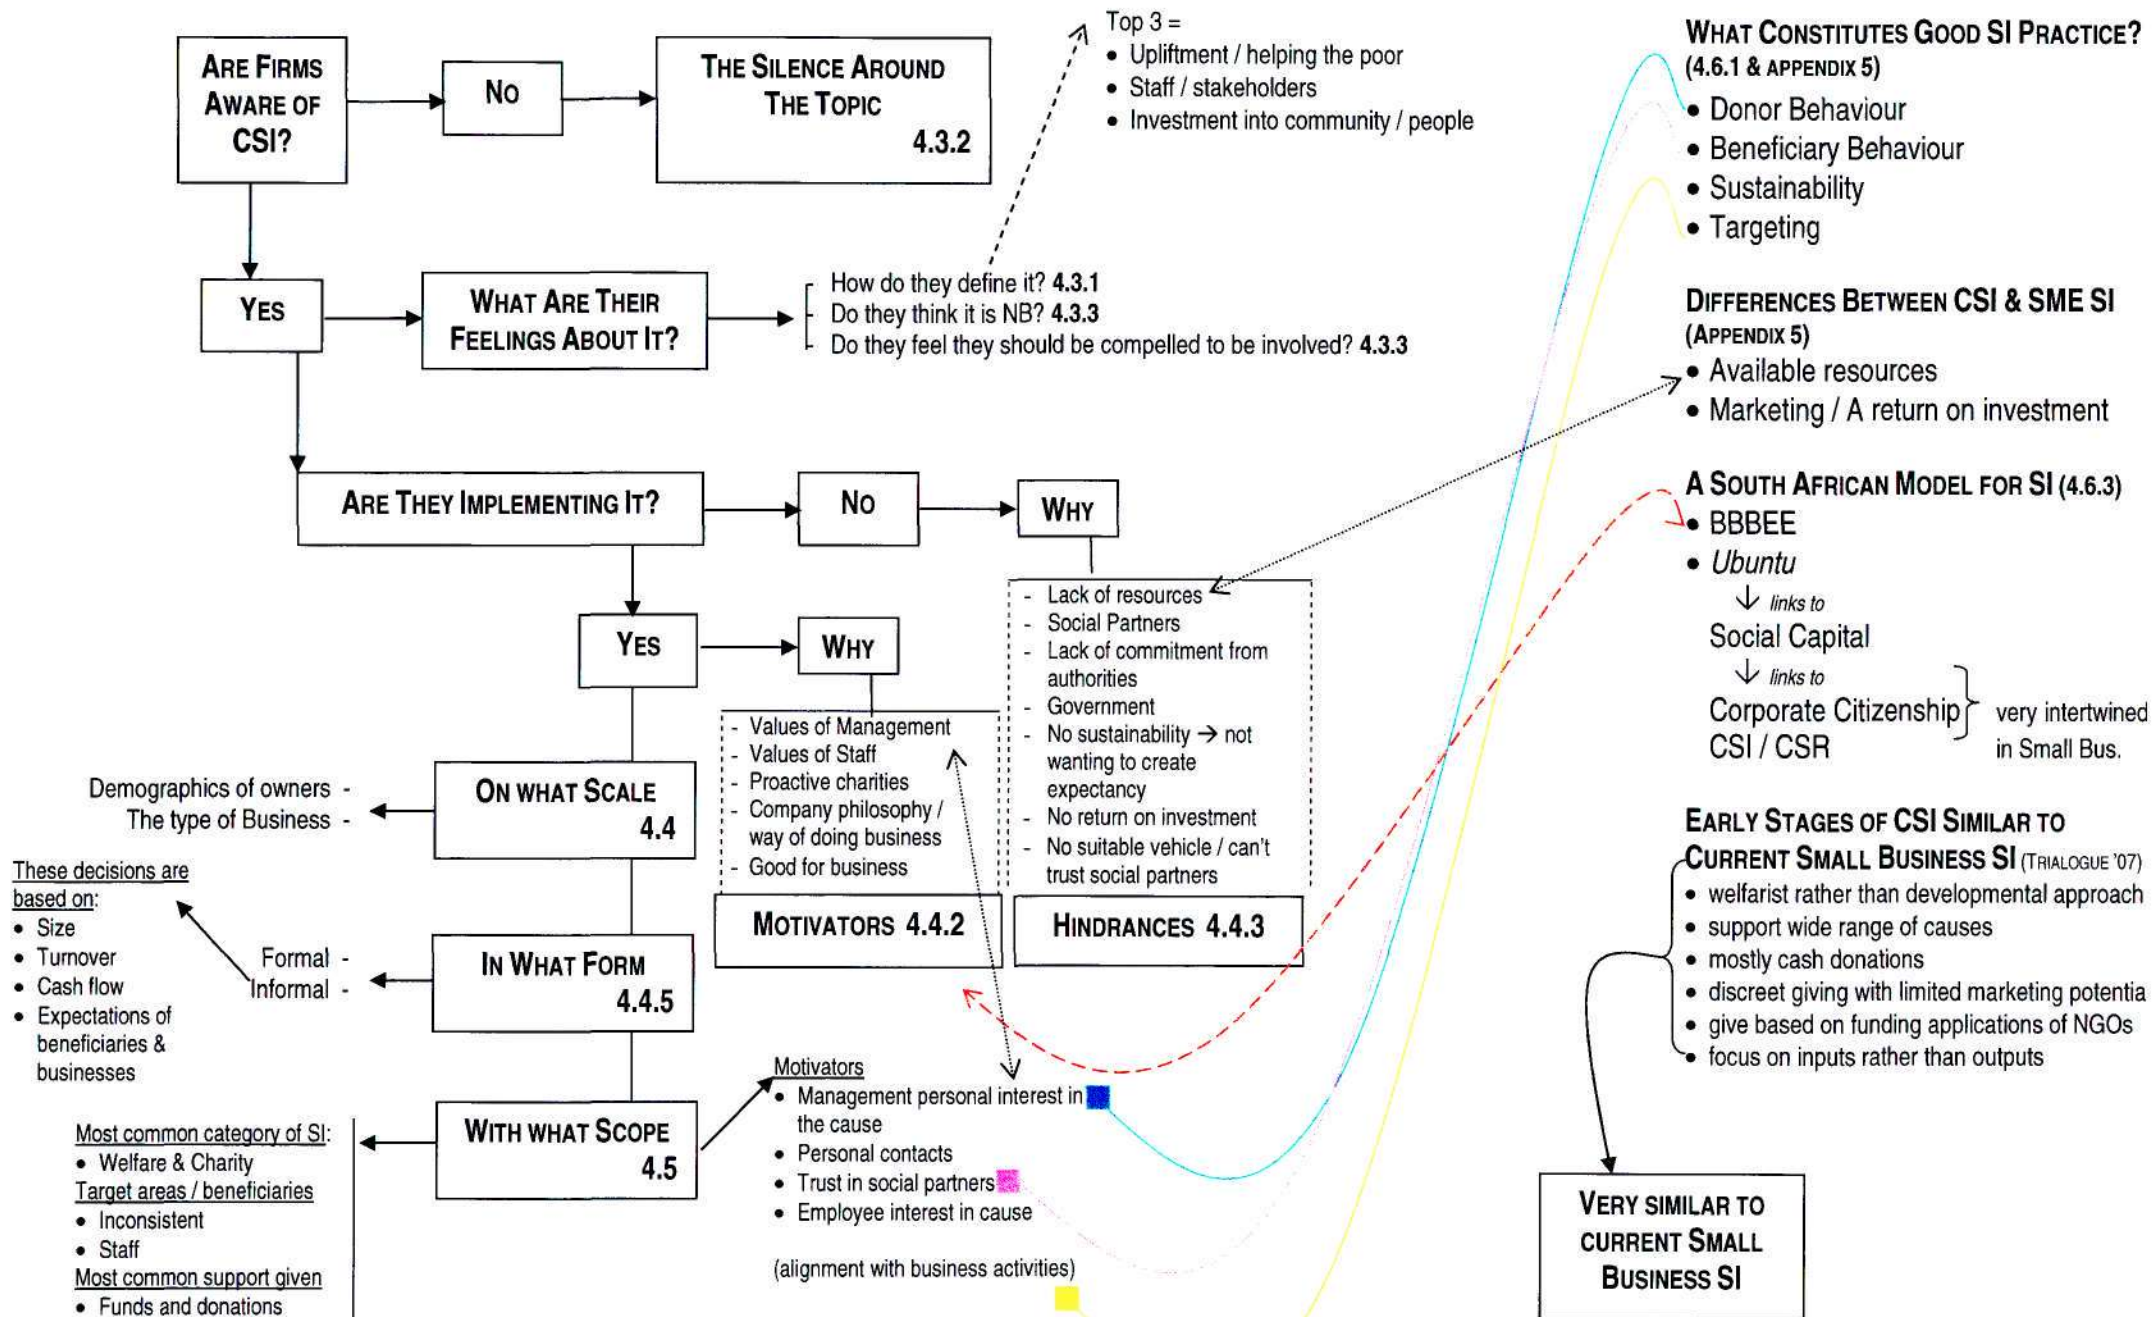 ARE FIRMS
AWARE OF
CSI?
NO
THE SILENCE AROUND
THE TOPIC
4.3.2
Top 3 =
• Upliftment / helping the poor
• Staff / stakeholders
• Investment into community / people
YES
WHAT ARE THEIR
FEELINGS ABOUT IT?
- How do they define it? 4.3.1
- Do they think it is NB? 4.3.3
- Do they feel they should be compelled to be involved? 4.3.3
ARE THEY IMPLEMENTING IT?
NO
WHY
- Lack of resources
- Social Partners
- Lack of commitment from
authorities
- Government
- No sustainability → not
wanting to create
expectancy
- No return on investment
- No suitable vehicle / can't
trust social partners
HINDRANCES 4.4.3
YES
WHY
- Values of Management
- Values of Staff
- Proactive charities
- Company philosophy /
way of doing business
- Good for business
MOTIVATORS 4.4.2
ON WHAT SCALE
4.4
Demographics of owners -
The type of Business -
IN WHAT FORM
4.4.5
Formal -
Informal -
These decisions are
based on:
• Size
• Turnover
• Cash flow
• Expectations of
beneficiaries &
businesses
WITH WHAT SCOPE
4.5
Most common category of SI:
• Welfare & Charity
Target areas / beneficiaries
• Inconsistent
• Staff
Most common support given
• Funds and donations
Motivators
• Management personal interest in
the cause
• Personal contacts
• Trust in social partners
• Employee interest in cause
(alignment with business activities)
WHAT CONSTITUTES GOOD SI PRACTICE?
(4.6.1 & APPENDIX 5)
• Donor Behaviour
• Beneficiary Behaviour
• Sustainability
• Targeting
DIFFERENCES BETWEEN CSI & SME SI
(APPENDIX 5)
• Available resources
• Marketing / A return on investment
A SOUTH AFRICAN MODEL FOR SI (4.6.3)
• BBBEE
• Ubuntu
↓ links to
Social Capital
↓ links to
Corporate Citizenship
CSI / CSR
very intertwined
in Small Bus.
EARLY STAGES OF CSI SIMILAR TO
CURRENT SMALL BUSINESS SI (TRIALOGUE '07)
• welfarist rather than developmental approach
• support wide range of causes
• mostly cash donations
• discreet giving with limited marketing potentia
• give based on funding applications of NGOs
• focus on inputs rather than outputs
VERY SIMILAR TO
CURRENT SMALL
BUSINESS SI